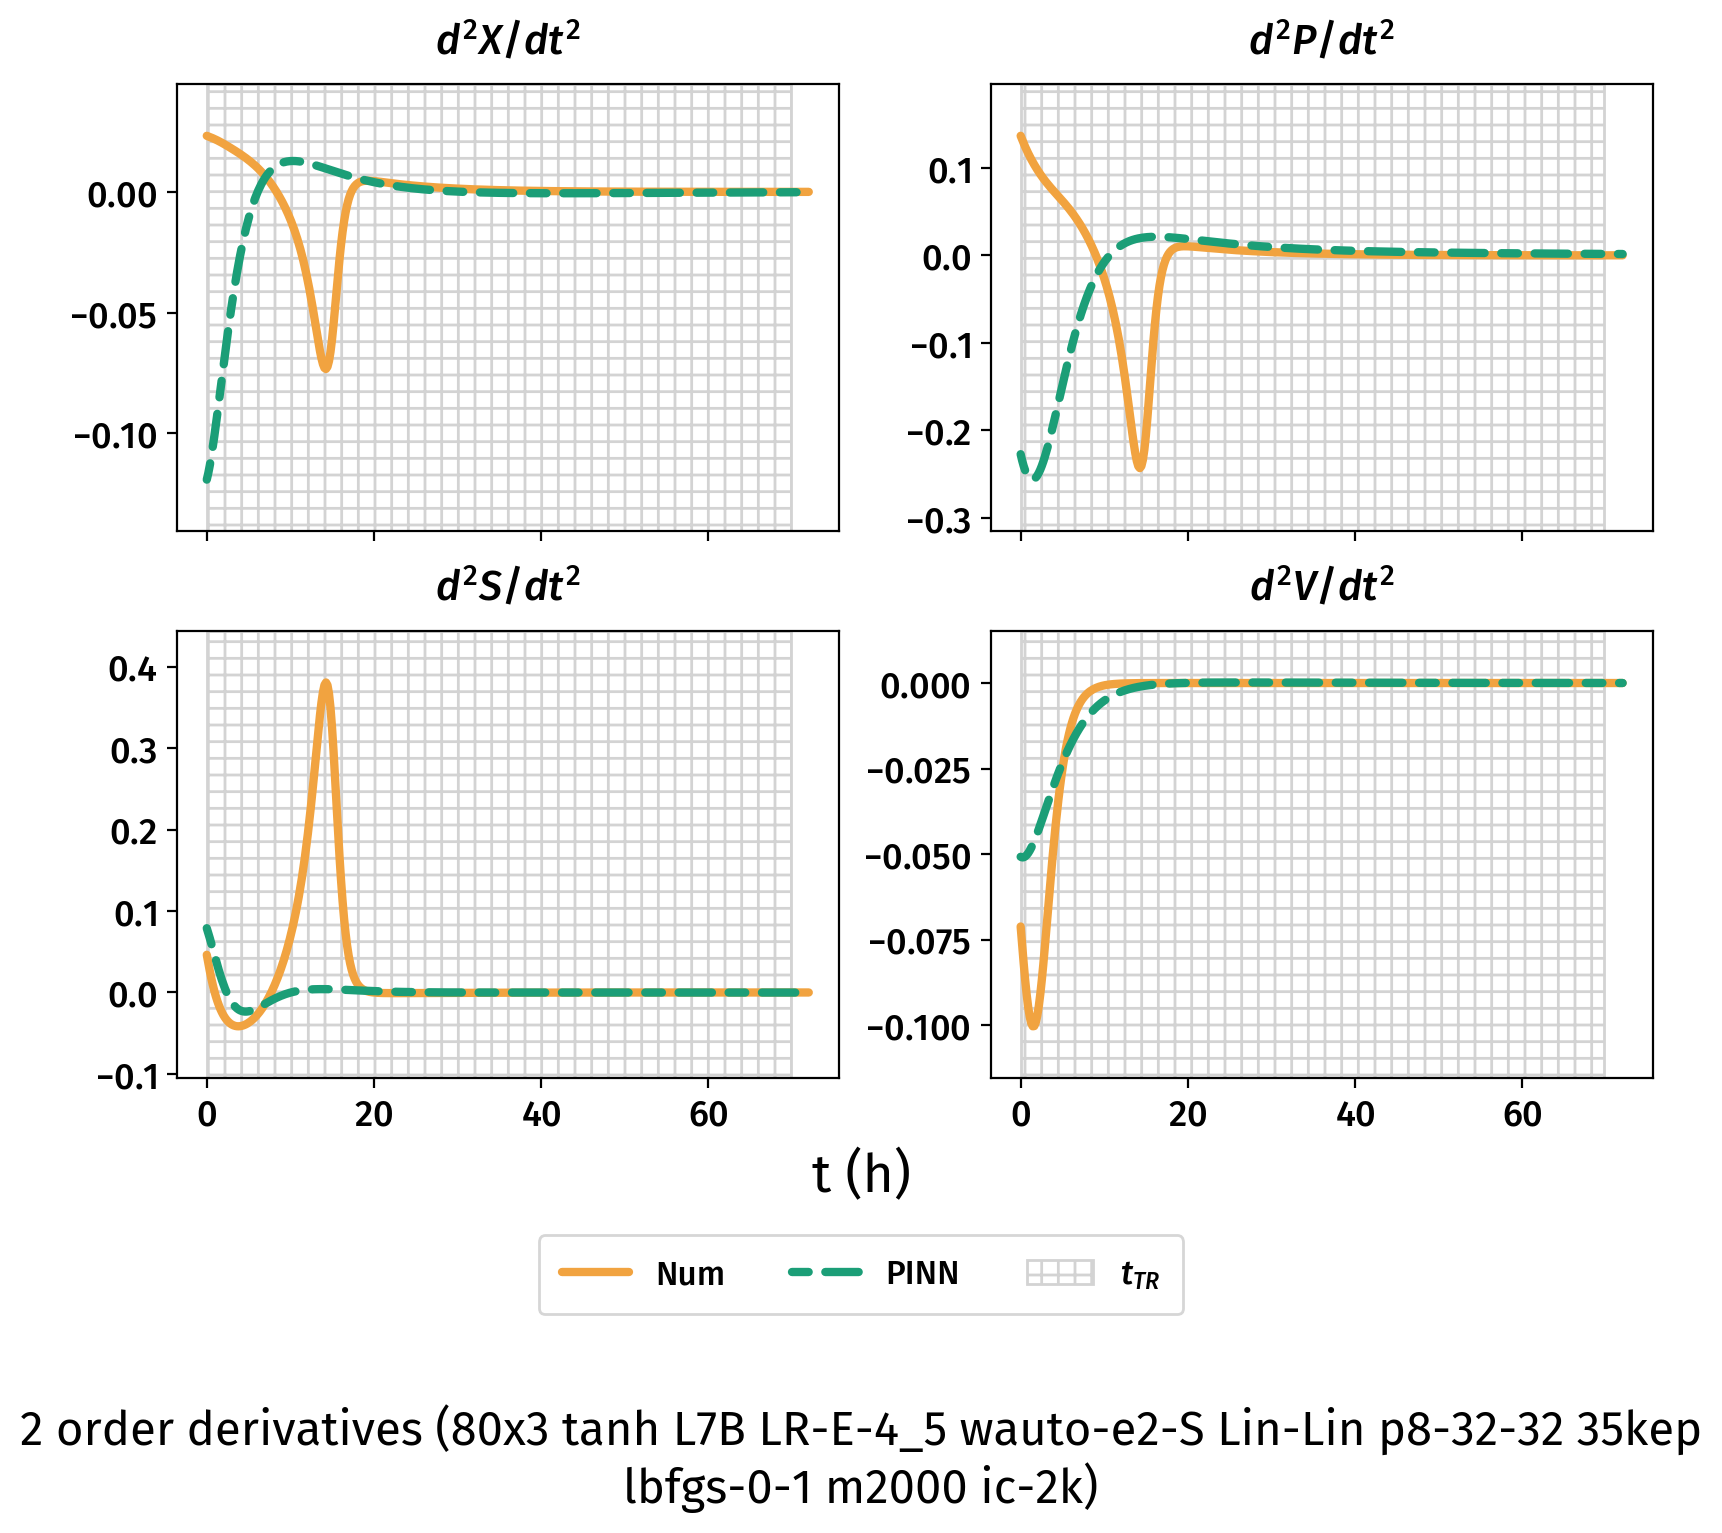 d²X/dt²
d²P/dt²
0.00
−0.05
−0.10
0.1
0.0
−0.1
−0.2
−0.3
d²S/dt²
d²V/dt²
0.4
0.3
0.2
0.1
0.0
−0.1
0.000
−0.025
−0.050
−0.075
−0.100
0 20 40 60
0 20 40 60
t (h)
Num PINN t_TR
2 order derivatives (80x3 tanh L7B LR-E-4_5 wauto-e2-S Lin-Lin p8-32-32 35kep
lbfgs-0-1 m2000 ic-2k)